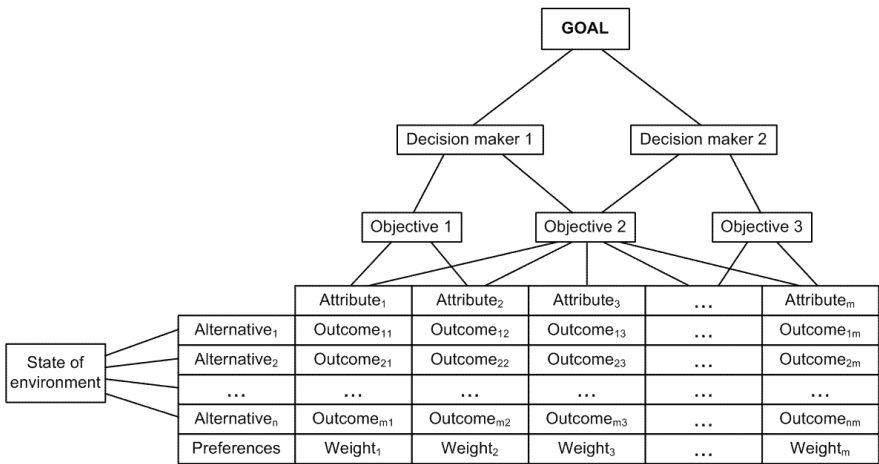 GOAL
Decision maker 1 Decision maker 2
Objective 1 Objective 2 Objective 3
Attribute₁ Attribute₂ Attribute₃ ... Attributeₘ
Alternative₁ Outcome₁₁ Outcome₁₂ Outcome₁₃ ... Outcome₁ₘ
State of
environment
Alternative₂ Outcome₂₁ Outcome₂₂ Outcome₂₃ ... Outcome₂ₘ
... ... ... ... ... ...
Alternativeₙ Outcomeₘ₁ Outcomeₘ₂ Outcomeₘ₃ ... Outcomeₙₘ
Preferences Weight₁ Weight₂ Weight₃ ... Weightₘ